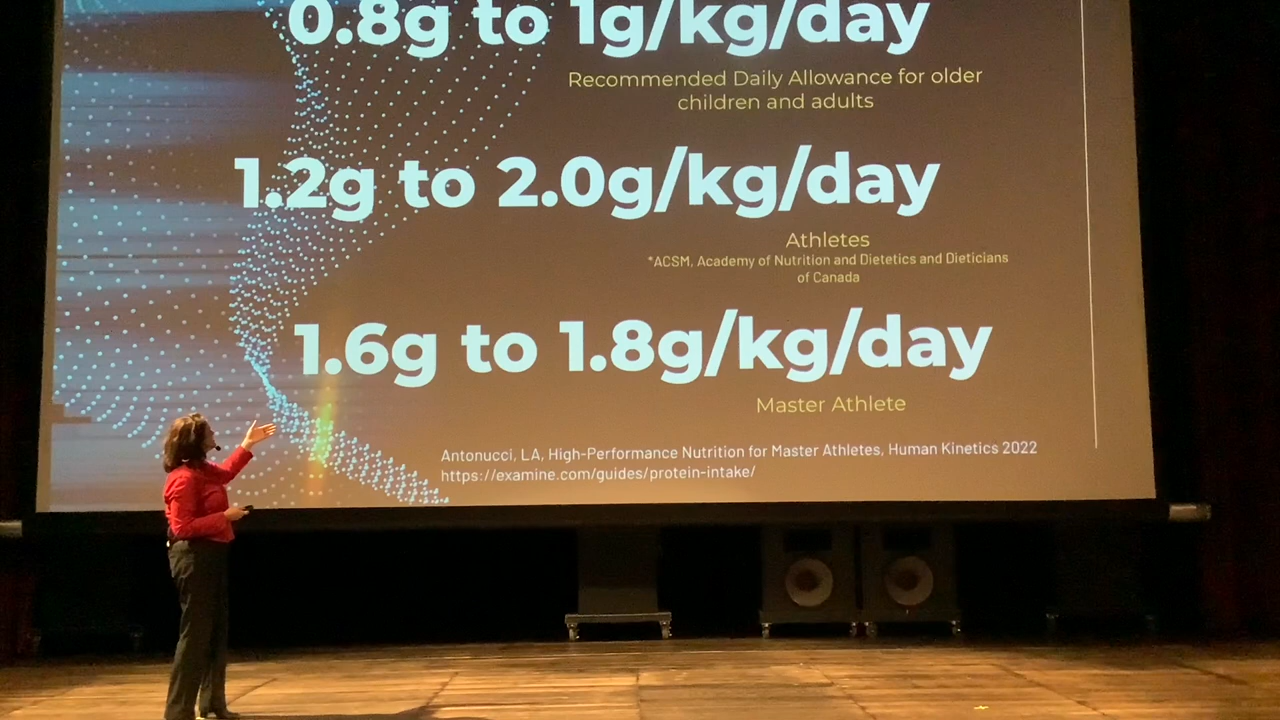 0.8g to 1g/kg/day
Recommended Daily Allowance for older
children and adults
1.2g to 2.0g/kg/day
Athletes
*ACSM, Academy of Nutrition and Dietetics and Dieticians
of Canada
1.6g to 1.8g/kg/day
Master Athlete
Antonucci, LA, High-Performance Nutrition for Master Athletes, Human Kinetics 2022
https://examine.com/guides/protein-intake/